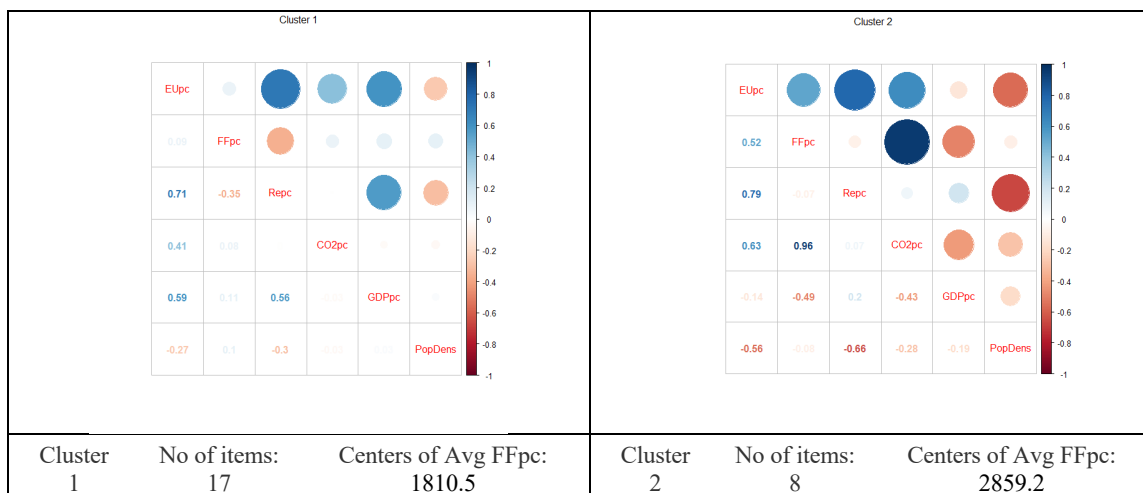 Cluster 1
EUpc
FFpc
0.71 -0.35 Repc
0.41 0.08 CO2pc
0.59 0.11 0.56 GDPpc
-0.27 0.1 -0.3 PopDens
1
0.8
0.6
0.4
0.2
0
-0.2
-0.4
-0.6
-0.8
-1
Cluster 2
EUpc
0.52 FFpc
0.79 -0.07 Repc
0.63 0.96 0.07 CO2pc
-0.14 -0.49 0.2 -0.43 GDPpc
-0.56 -0.66 -0.28 -0.19 PopDens
1
0.8
0.6
0.4
0.2
0
-0.2
-0.4
-0.6
-0.8
-1
Cluster No of items: Centers of Avg FFpc:
1 17 1810.5
Cluster No of items: Centers of Avg FFpc:
2 8 2859.2